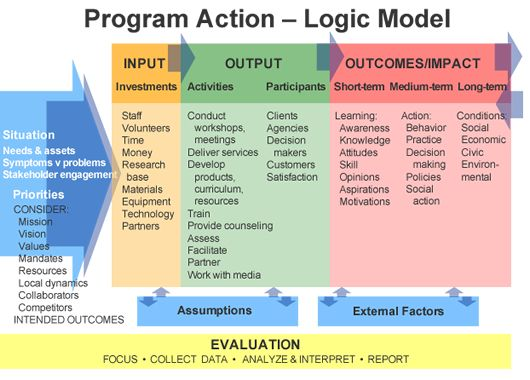 Program Action – Logic Model
INPUT
OUTPUT
OUTCOMES/IMPACT
Investments
Activities
Participants
Short-term
Medium-term
Long-term
Situation
Needs & assets
Symptoms v problems
Stakeholder engagement
Priorities
CONSIDER:
Mission
Vision
Values
Mandates
Resources
Local dynamics
Collaborators
Competitors
INTENDED OUTCOMES
Staff
Volunteers
Time
Money
Research
base
Materials
Equipment
Technology
Partners
Conduct
workshops,
meetings
Deliver services
Develop
products,
curriculum,
resources
Train
Provide counseling
Assess
Facilitate
Partner
Work with media
Clients
Agencies
Decision
makers
Customers
Satisfaction
Learning:
Awareness
Knowledge
Attitudes
Skill
Opinions
Aspirations
Motivations
Action:
Behavior
Practice
Decision
making
Policies
Social
action
Conditions:
Social
Economic
Civic
Environ-
mental
Assumptions
External Factors
EVALUATION
FOCUS • COLLECT DATA • ANALYZE & INTERPRET • REPORT